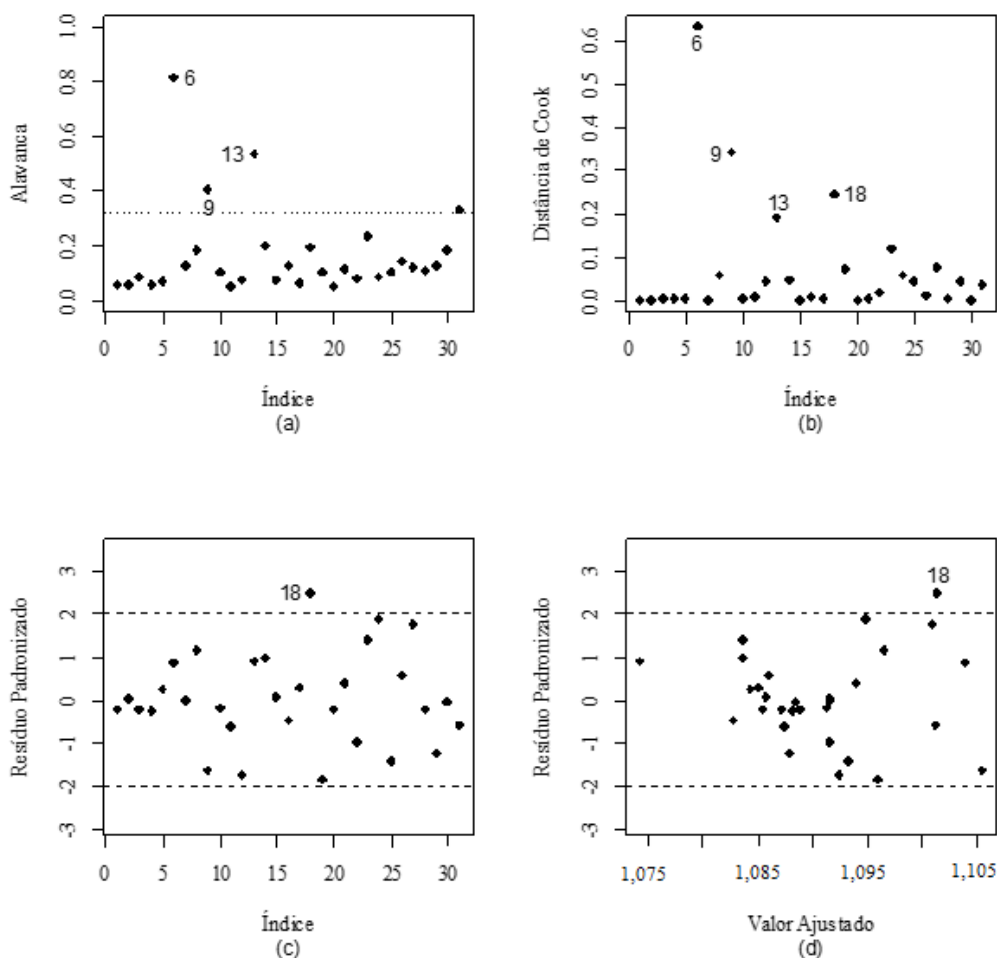 Alavanca
0.0 0.2 0.4 0.6 0.8 1.0
6
13
9
0 5 10 15 20 25 30
Índice
(a)
Distância de Cook
0.0 0.1 0.2 0.3 0.4 0.5 0.6
6
9
13
18
0 5 10 15 20 25 30
Índice
(b)
Resíduo Padronizado
-3 -2 -1 0 1 2 3
18
0 5 10 15 20 25 30
Índice
(c)
Resíduo Padronizado
-3 -2 -1 0 1 2 3
18
1,075 1,085 1,095 1,105
Valor Ajustado
(d)